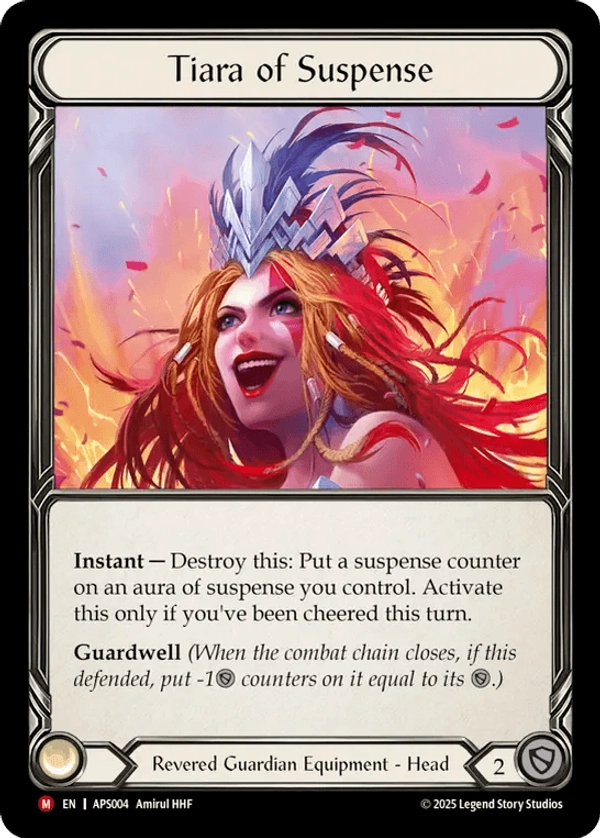 Tiara of Suspense
Instant — Destroy this: Put a suspense counter
on an aura of suspense you control. Activate
this only if you've been cheered this turn.
Guardwell (When the combat chain closes, if this
defended, put -1 counters on it equal to its .)
Revered Guardian Equipment - Head
2
M EN | APS004 Amirul HHF
© 2025 Legend Story Studios